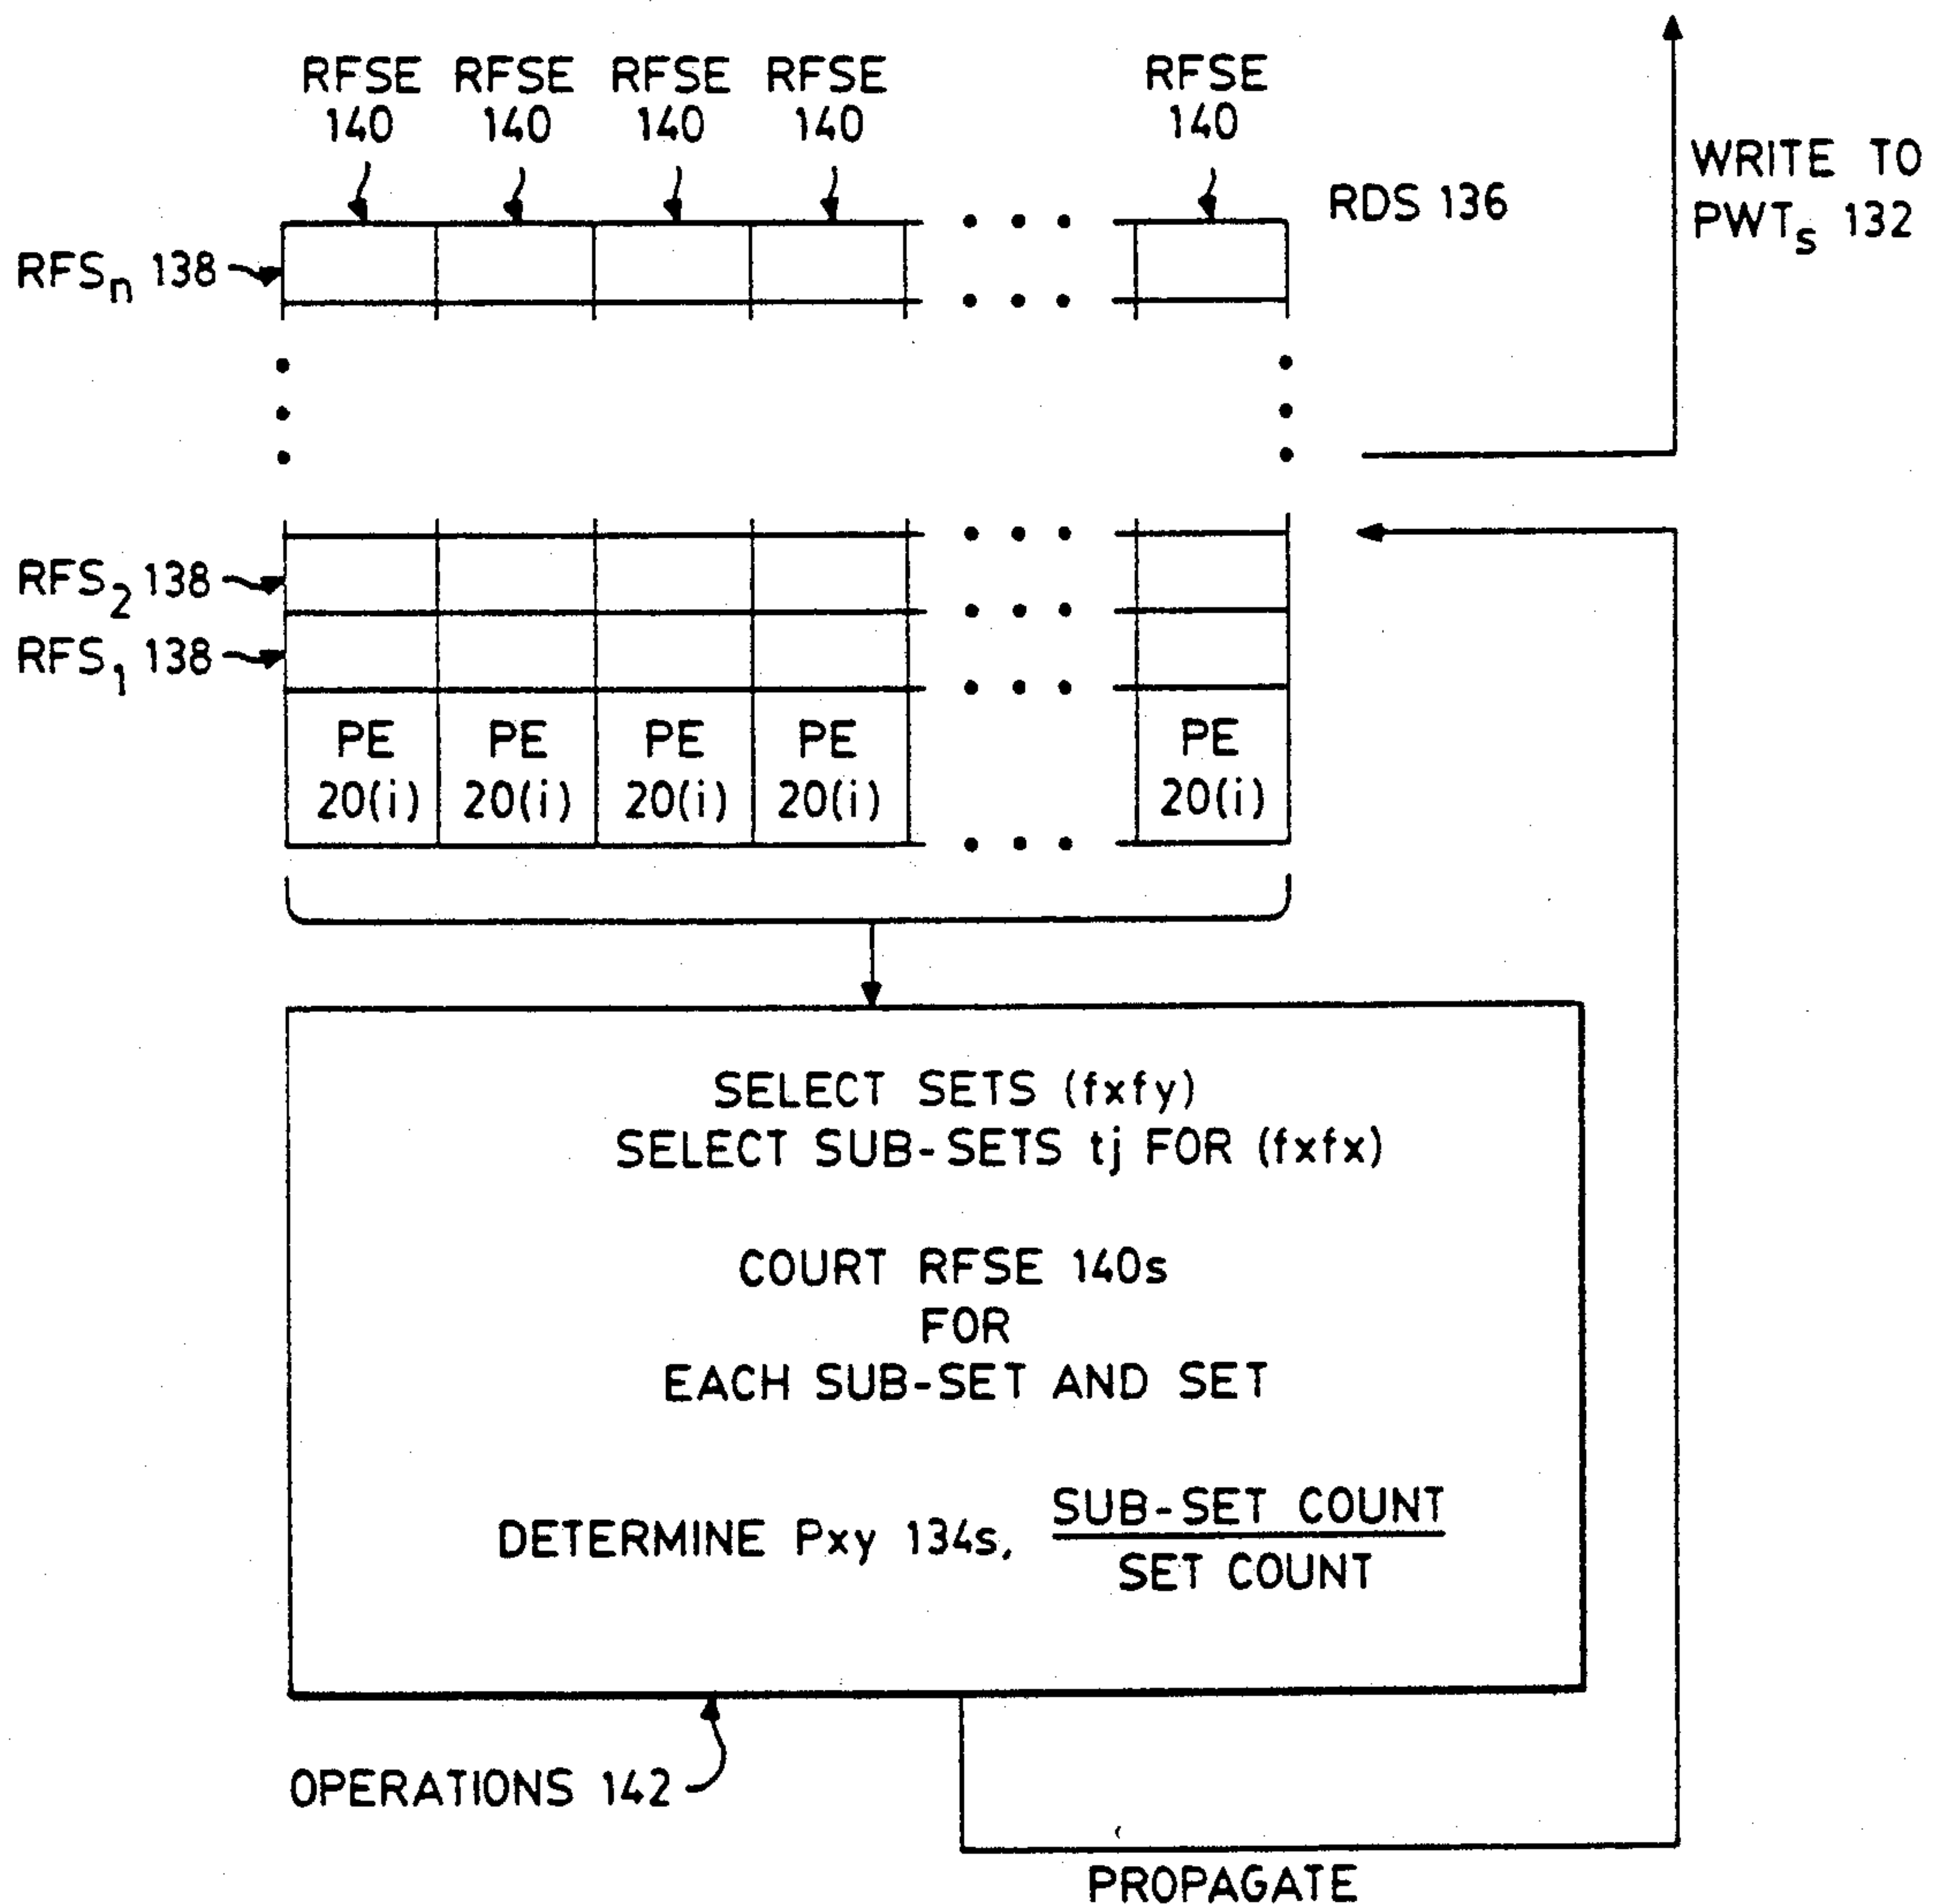 RFSE RFSE RFSE RFSE RFSE
140 140 140 140 140
WRITE TO
PWTs 132
RDS 136
RFSn 138
RFS2 138
RFS1 138
PE PE PE PE PE
20(i) 20(i) 20(i) 20(i) 20(i)
SELECT SETS (fxfy)
SELECT SUB-SETS tj FOR (fxfx)
COURT RFSE 140s
FOR
EACH SUB-SET AND SET
DETERMINE Pxy 134s, SUB-SET COUNT
SET COUNT
OPERATIONS 142
PROPAGATE